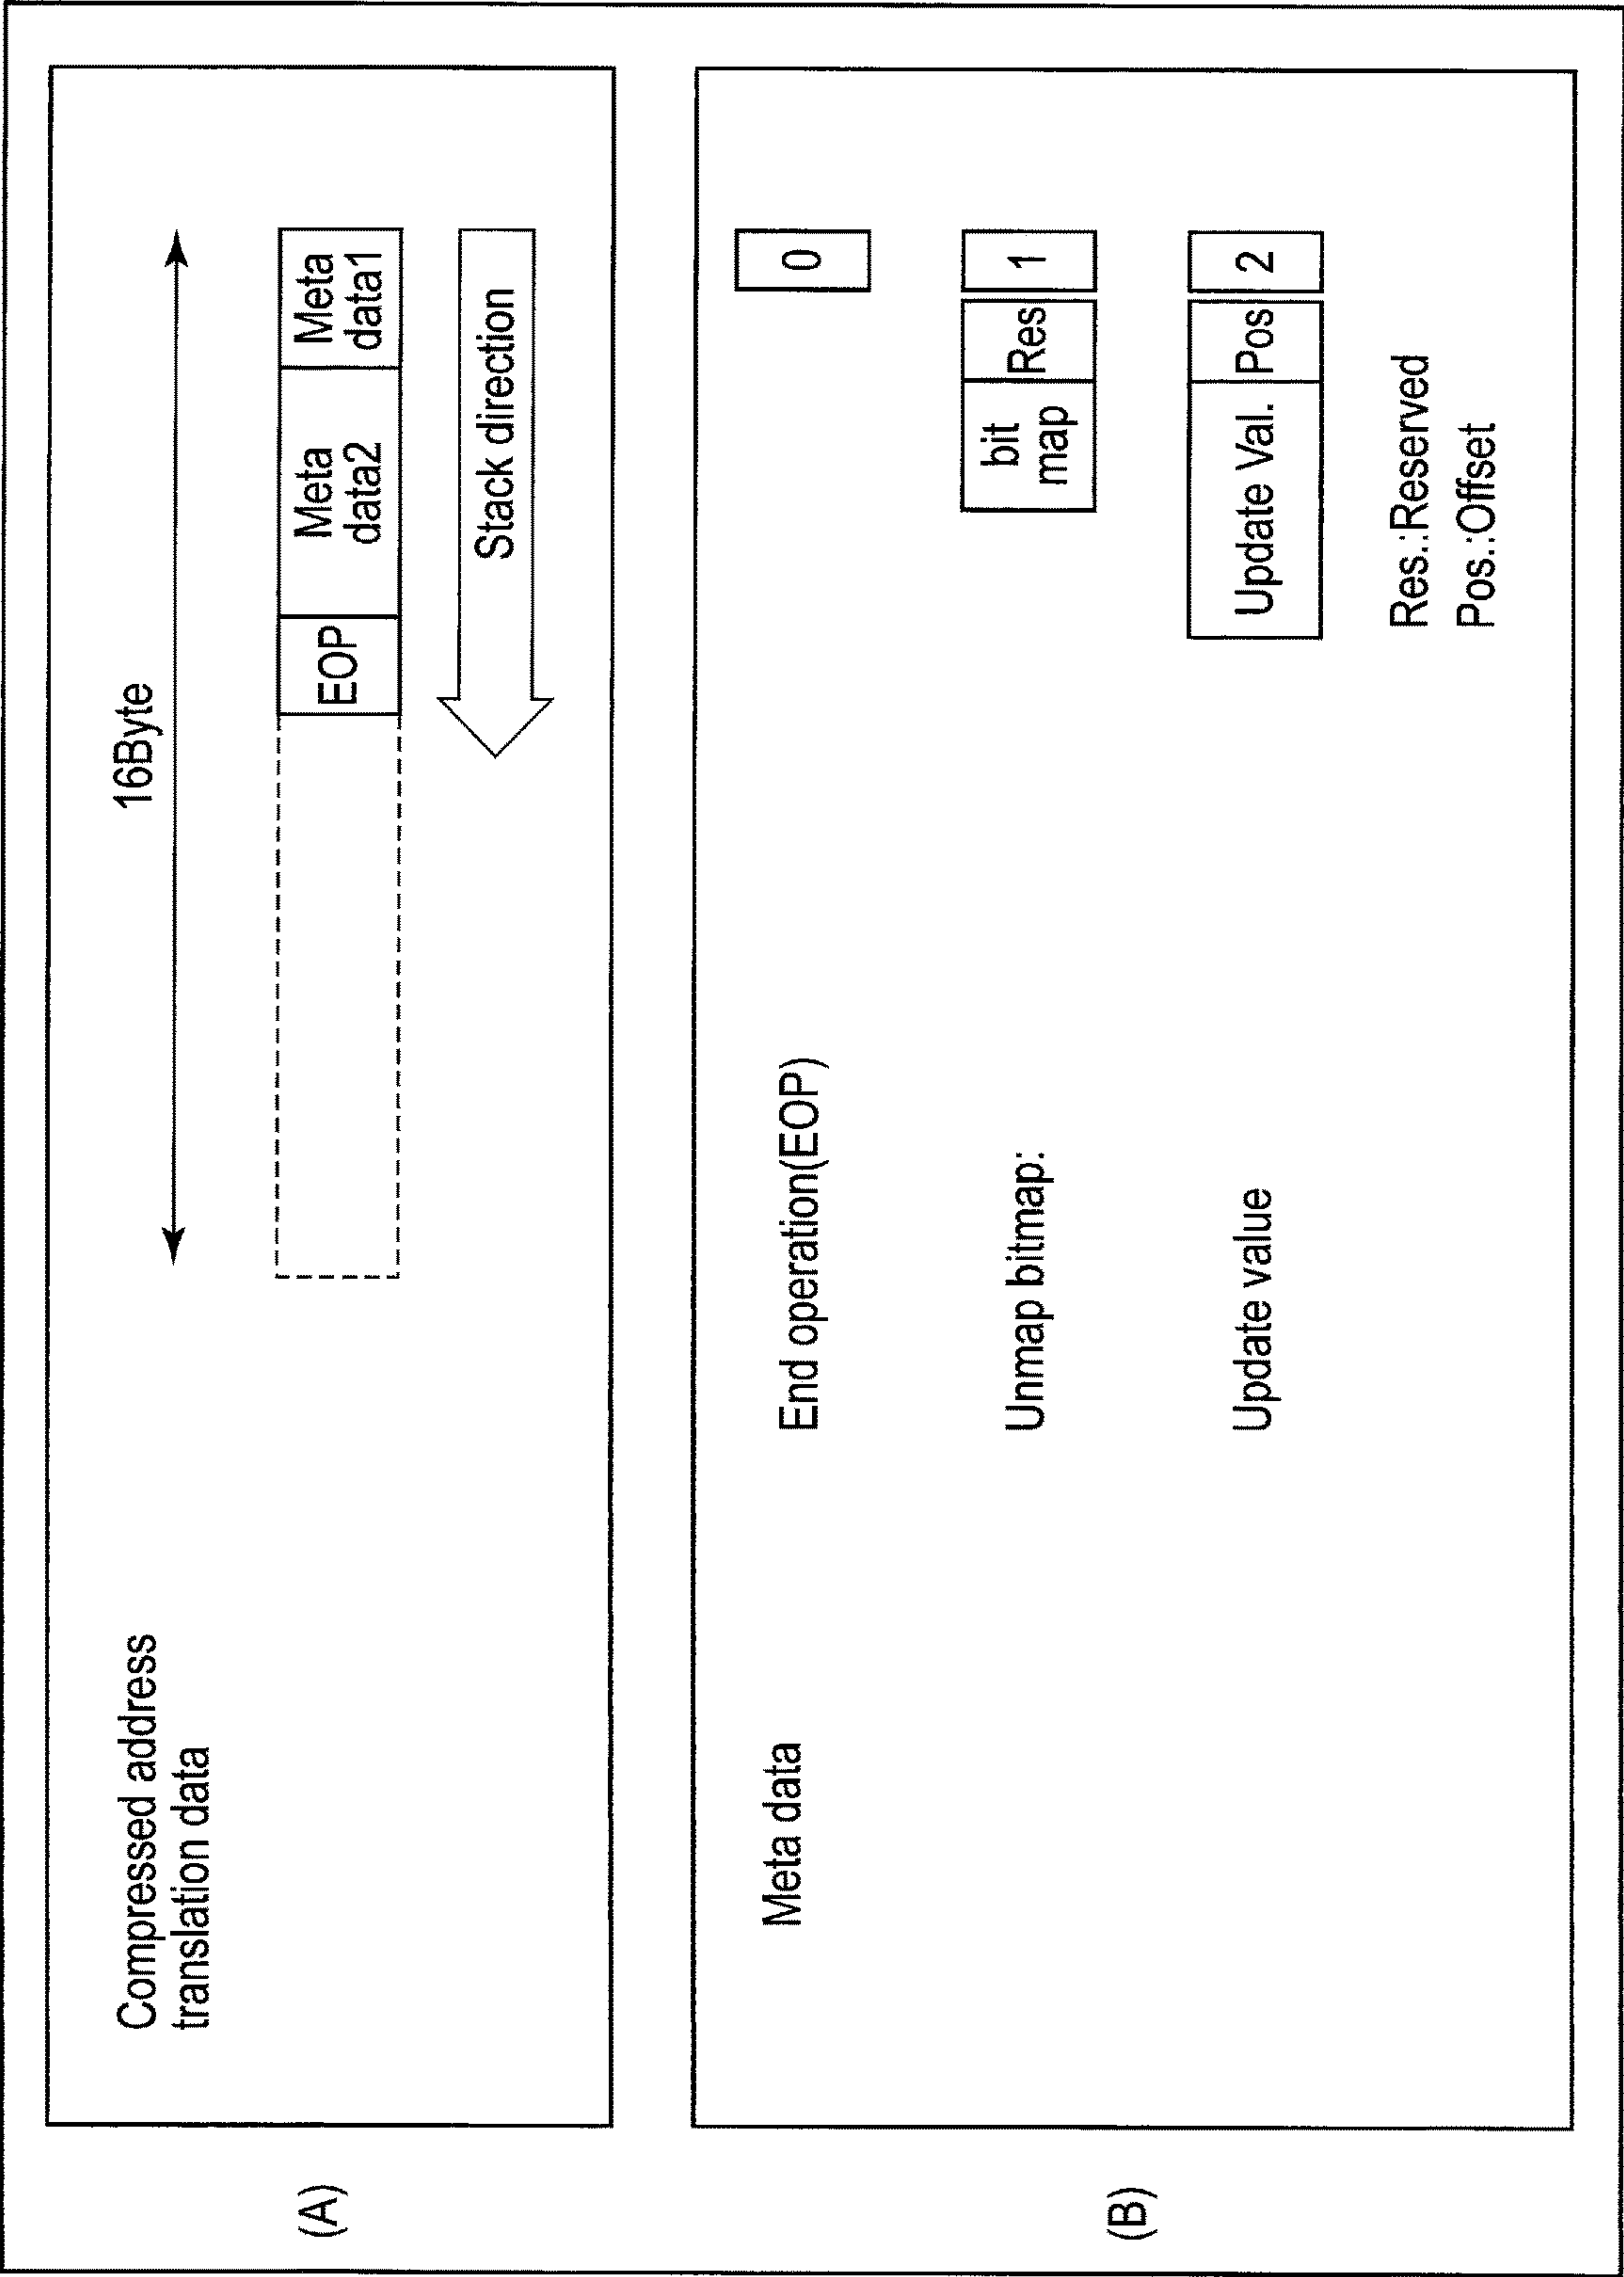 (A)
Compressed address
translation data
16Byte
EOP
Meta
data2
Meta
data1
Stack direction
(B)
Meta data
End operation(EOP)
0
Unmap bitmap:
bit
map
Res
1
Update value
Update Val.
Pos
2
Res.:Reserved
Pos.:Offset